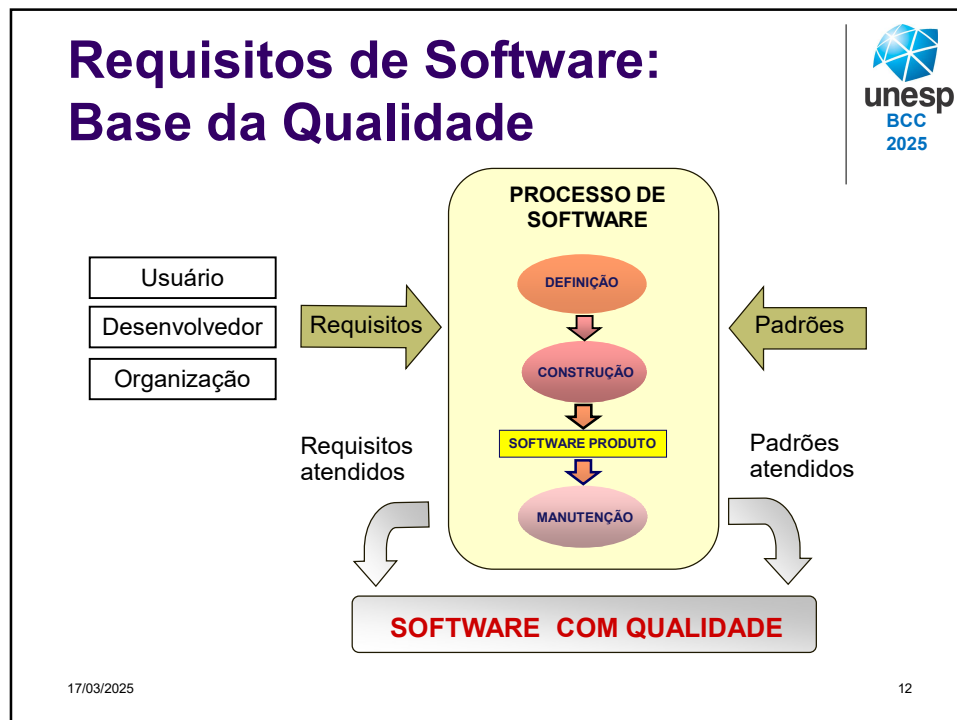 Requisitos de Software:
Base da Qualidade
unesp
BCC
2025
PROCESSO DE
SOFTWARE
Usuário
Desenvolvedor
Organização
Requisitos
DEFINIÇÃO
Padrões
CONSTRUÇÃO
SOFTWARE PRODUTO
MANUTENÇÃO
Requisitos
atendidos
Padrões
atendidos
SOFTWARE COM QUALIDADE
17/03/2025
12